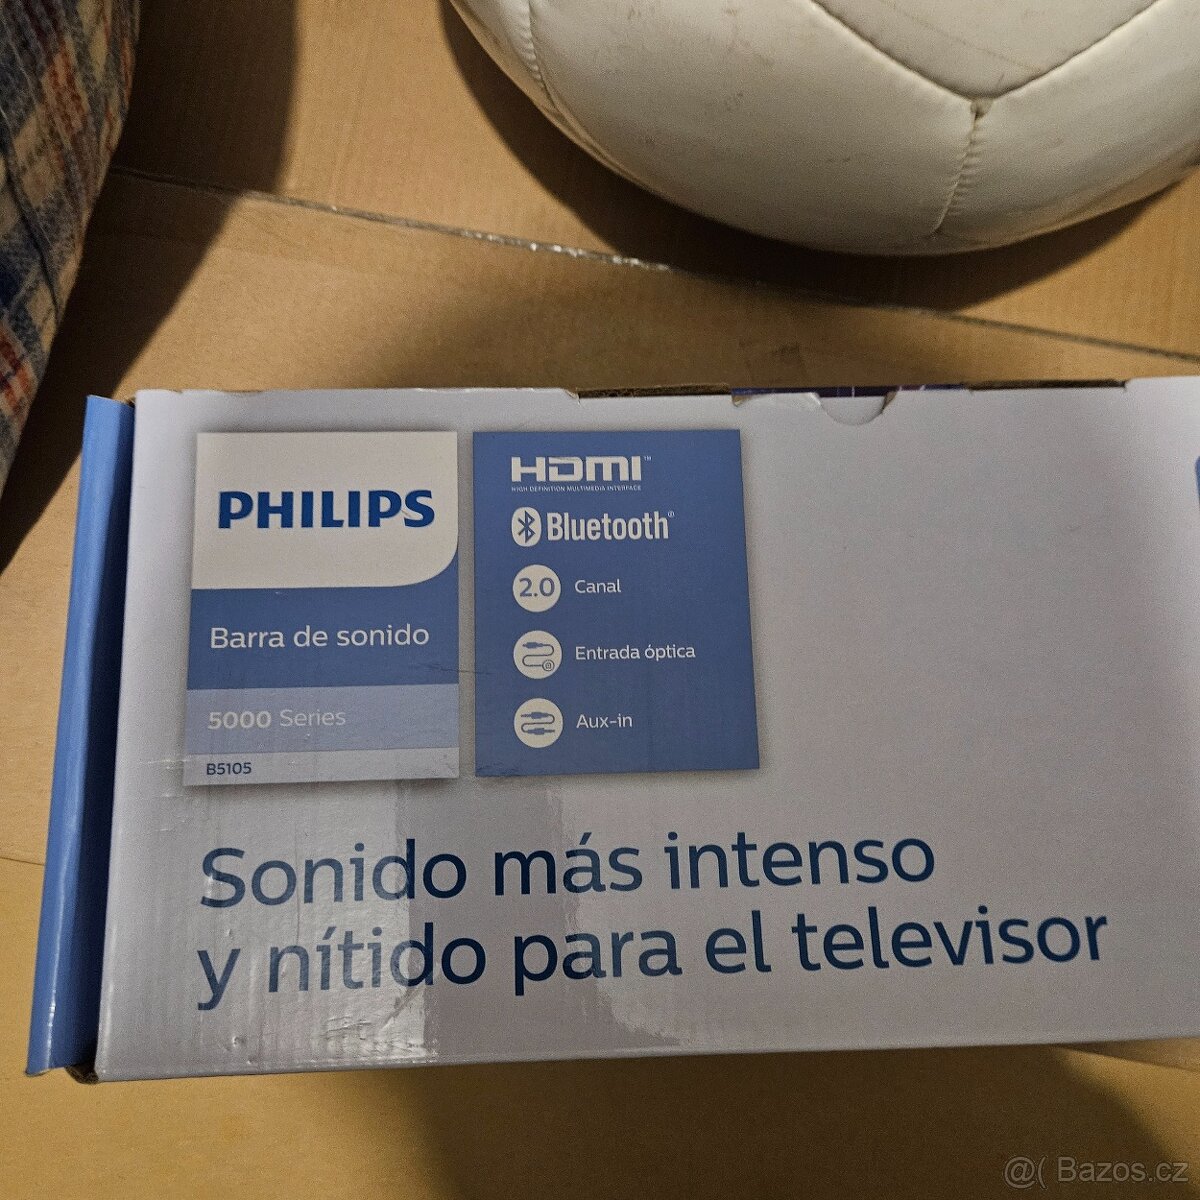 PHILIPS
Barra de sonido
5000 Series
B5105
HDMI™
HIGH DEFINITION MULTIMEDIA INTERFACE
Bluetooth®
2.0 Canal
Entrada óptica
Aux-in
Sonido más intenso
y nítido para el televisor
@( Bazos.cz